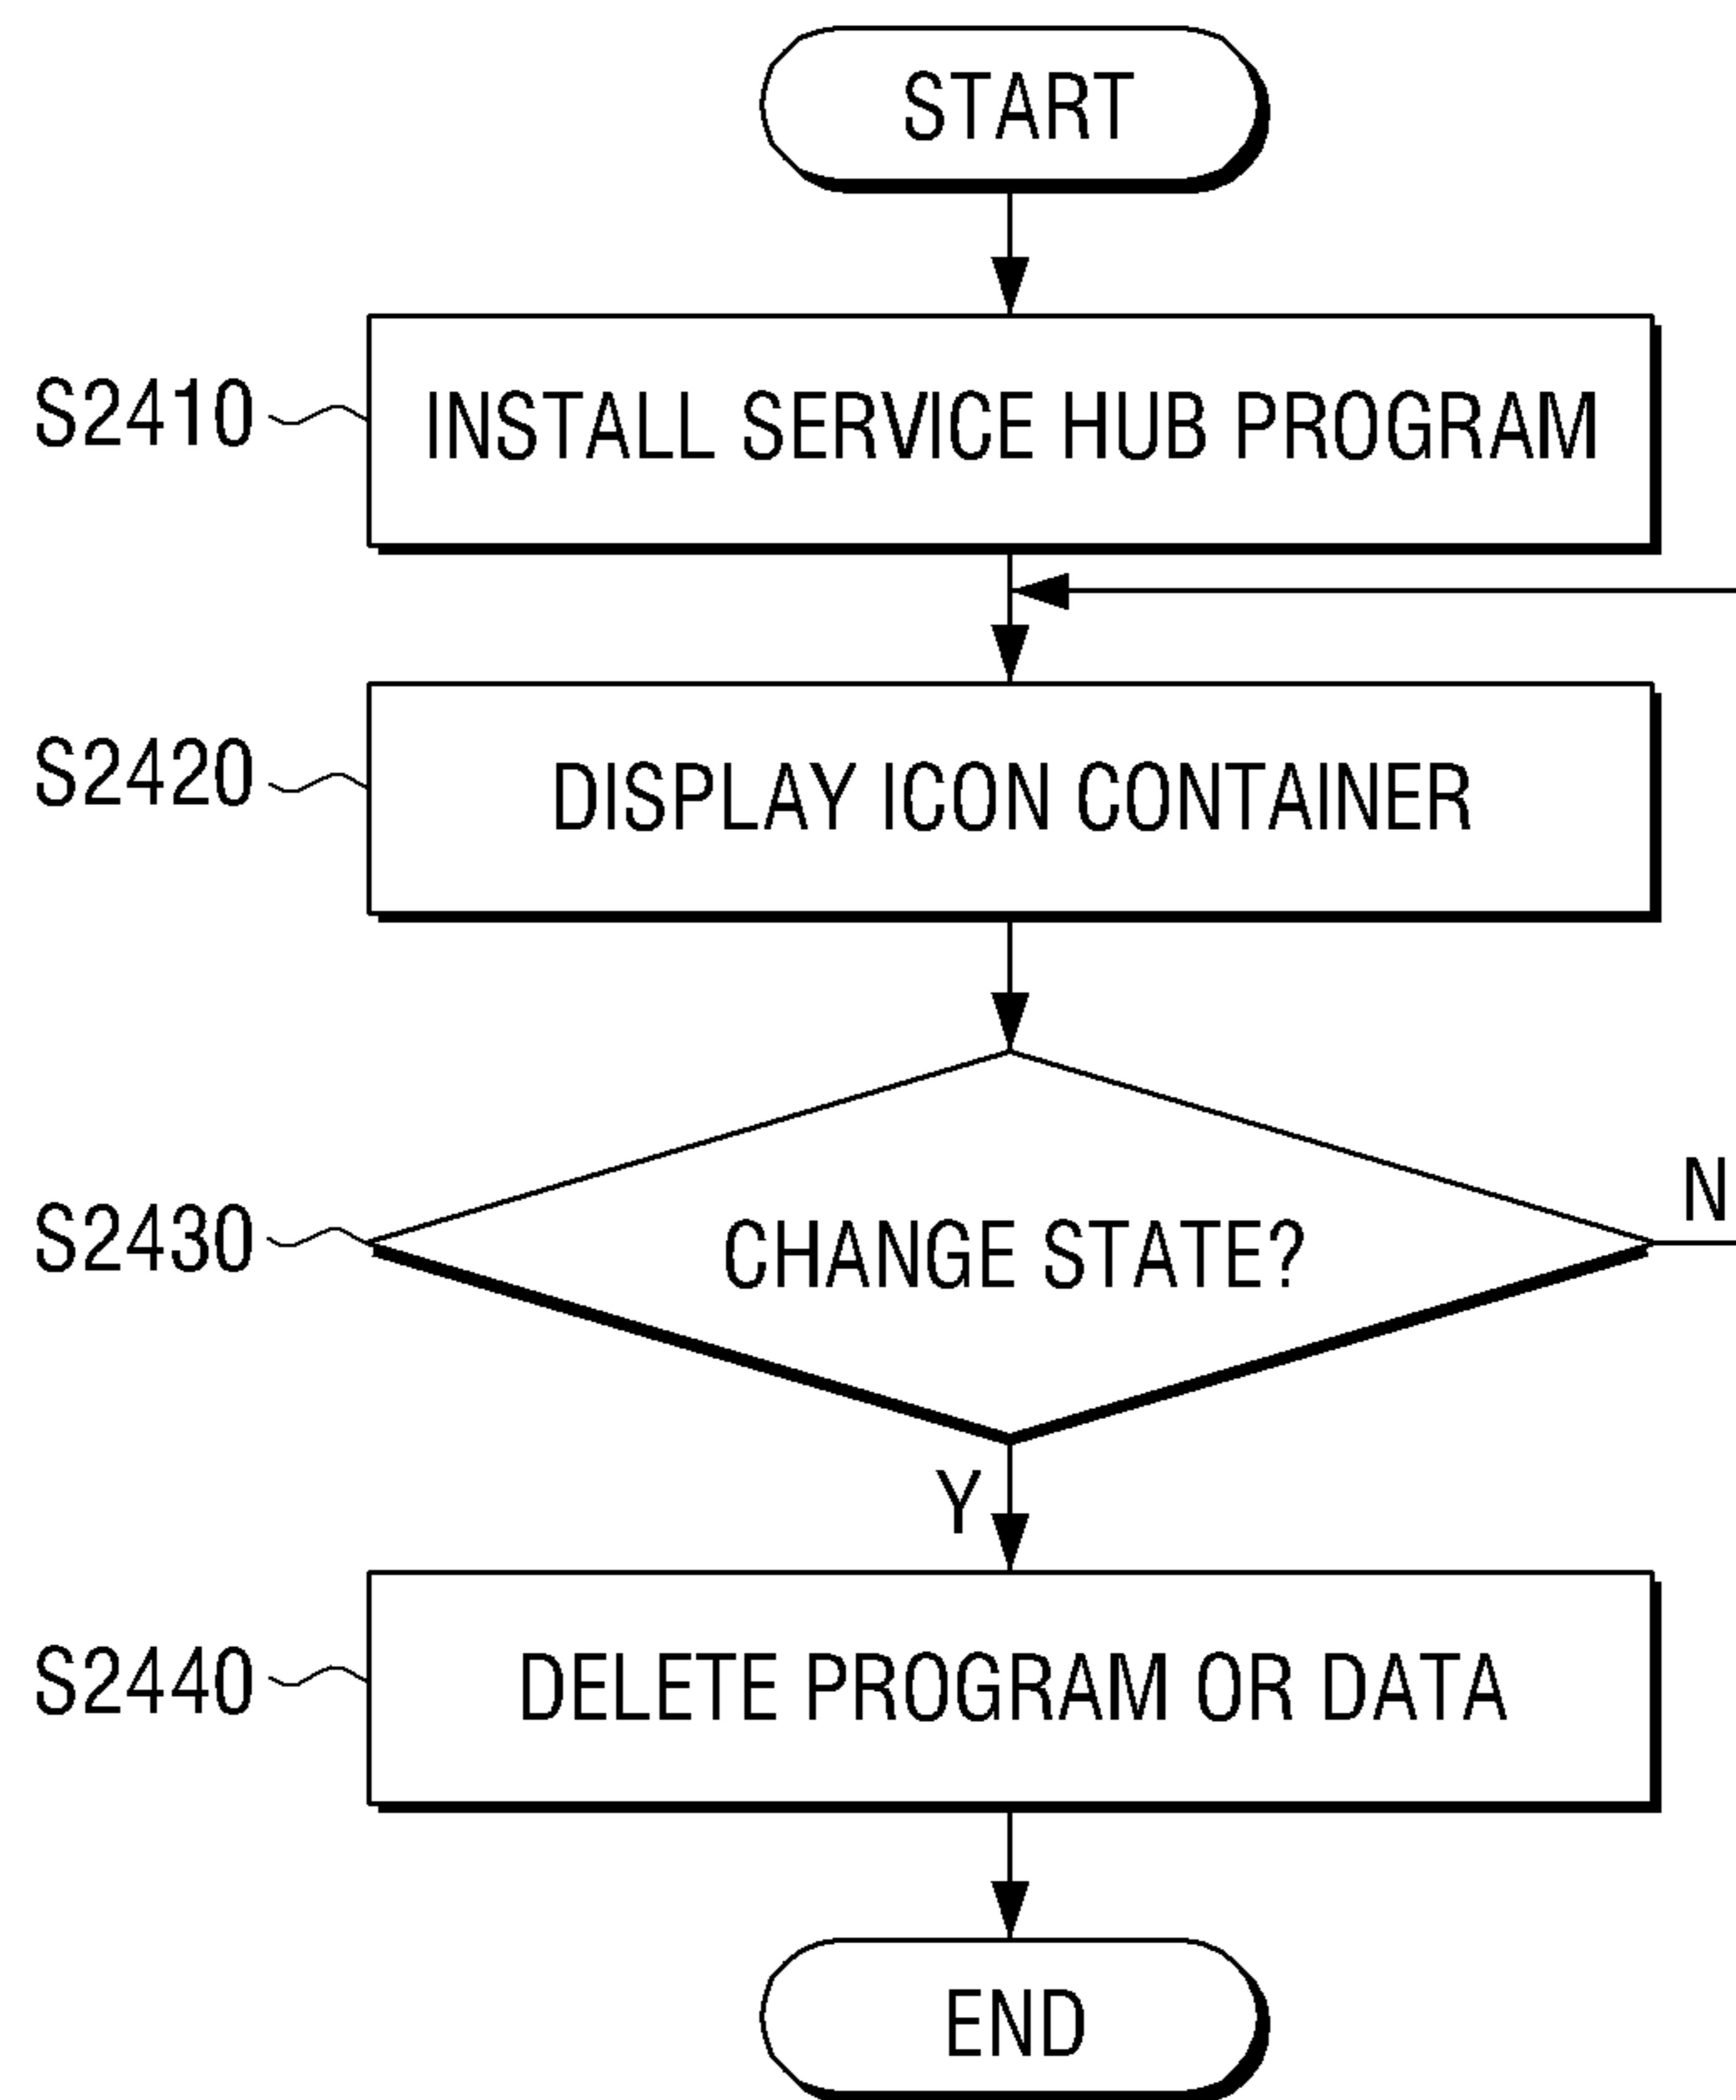 START
S2410 INSTALL SERVICE HUB PROGRAM
S2420 DISPLAY ICON CONTAINER
S2430 CHANGE STATE? N
Y
S2440 DELETE PROGRAM OR DATA
END